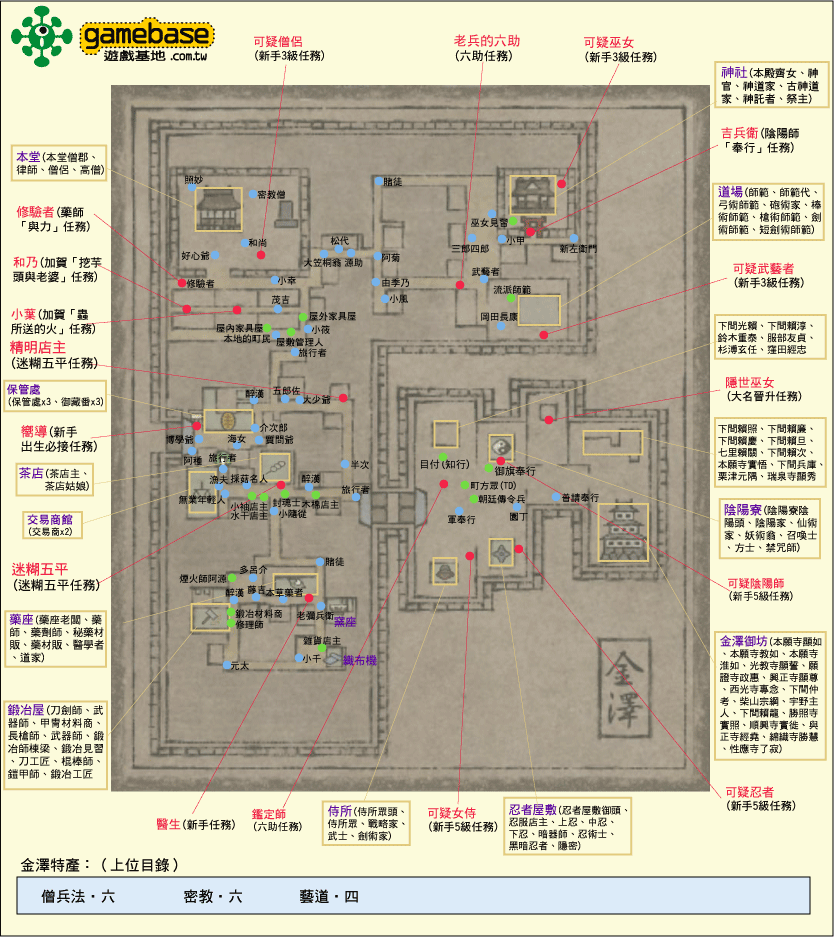 gamebase
遊戲基地.com.tw
可疑僧侶
(新手3級任務)
老兵的六助
(六助任務)
可疑巫女
(新手3級任務)
神社(本殿齊女、神
官、神道家、古神道
家、神託者、祭主)
吉兵衛(陰陽師
「奉行」任務)
道場(師範、師範代、
弓術師範、砲術家、棒
術師範、槍術師範、劍
術師範、短劍術師範)
可疑武藝者
(新手3級任務)
下間光賴、下間賴淳、
鈴木重泰、服部友貞、
杉溥玄任、窪田經忠
隱世巫女
(大名晉升任務)
下間賴照、下間賴廉
下間賴慶、下間賴旦、
七里賴關、下間賴次、
本願寺實悟、下間兵庫、
粟津元隅、瑞泉寺顯秀
陰陽寮(陰陽寮陰
陽頭、陰陽家、仙術
家、妖術翁、召喚士
、方士、禁咒師)
可疑陰陽師
(新手5級任務)
金澤御坊(本願寺顯如
、本願寺教如、本願寺
准如、光教寺顯誓、願
證寺証惠、興正寺顯尊
、西光寺專念、下間仲
考、柴山宗綱、宇野主
人、下間賴龍、勝照寺
實照、順興寺實從、與
正寺經堯、綿織寺勝慧
、性應寺了寂)
可疑忍者
(新手5級任務)
本堂(本堂僧都、
律師、僧侶、高僧)
修驗者(藥師
「與力」任務)
和乃(加賀「挖芋
頭與老婆」任務)
小葉(加賀「蟲
所送的火」任務)
精明店主
(迷糊五平任務)
保管處
(保管處x3、御藏番x3)
嚮導(新手
出生必接任務)
茶店(茶店主、
茶店姑娘)
交易商館
(交易商x2)
迷糊五平
(迷糊五平任務)
藥座(藥座老闆、藥
師、藥劑師、秘藥材
販、藥材販、醫學者
、道家)
鍛冶屋(刀劍師、武
器師、甲冑材料商、
長槍師、武器師、鍛
冶師棟梁、鍛冶見習
、刀工匠、棍棒師、
鎧甲師、鍛冶工匠
照妙
密教僧
和尚
好心爺
修驗者
小幸
茂吉
松代
大笠桐翁
源助
屋外家具屋
屋內家具屋
小筱
本地的町民
屋敷管理人
旅行者
賭徒
阿菊
由季乃
小風
巫女見習
三郎四郎
小甲
新左衛門
武藝者
流派師範
岡田長康
醉漢
五郎佐
大少爺
介次郎
博學爺
海女
質問爺
阿種
旅行者
漁夫
採菇名人
醉漢
無業年輕人
小袖店主
水干店主
封魂士
木棉店主
小隨從
半次
旅行者
目付(知行)
御旗奉行
町方眾(TD)
朝廷傳令兵
軍奉行
園丁
普請奉行
多呂介
煙火師阿源
賭徒
醉漢
藤吉
本草藥者
鍛冶材料商
修理師
老彌兵衛
窯座
雜貨店主
小千
織布機
元太
金澤
醫生(新手任務)
鑑定師
(六助任務)
侍所(侍所眾頭、
侍所眾、戰略家、
武士、劍術家)
可疑女侍
(新手5級任務)
忍者屋敷(忍者屋敷御頭、
忍服店主、上忍、中忍、
下忍、暗器師、忍術士、
黑暗忍者、隱密)
金澤特產：(上位目錄)
僧兵法・六
密教・六
藝道・四